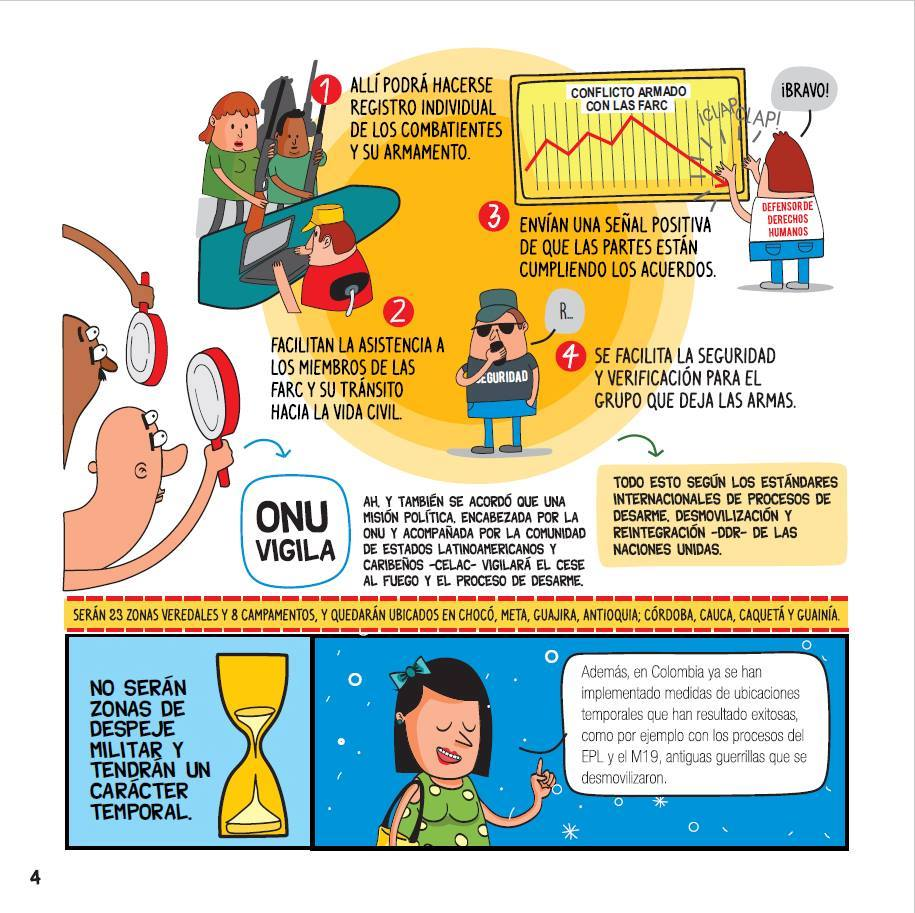 1
ALLÍ PODRÁ HACERSE
REGISTRO INDIVIDUAL
DE LOS COMBATIENTES
Y SU ARMAMENTO.
CONFLICTO ARMADO
CON LAS FARC
¡CLAP, CLAP!
¡BRAVO!
DEFENSOR DE
DERECHOS
HUMANOS
3
ENVÍAN UNA SEÑAL POSITIVA
DE QUE LAS PARTES ESTÁN
CUMPLIENDO LOS ACUERDOS.
2
FACILITAN LA ASISTENCIA A
LOS MIEMBROS DE LAS
FARC Y SU TRÁNSITO
HACIA LA VIDA CIVIL.
R...
SEGURIDAD
4
SE FACILITA LA SEGURIDAD
Y VERIFICACIÓN PARA EL
GRUPO QUE DEJA LAS ARMAS.
ONU
VIGILA
AH, Y TAMBIÉN SE ACORDÓ QUE UNA
MISIÓN POLÍTICA, ENCABEZADA POR LA
ONU Y ACOMPAÑADA POR LA COMUNIDAD
DE ESTADOS LATINOAMERICANOS Y
CARIBEÑOS -CELAC- VIGILARÁ EL CESE
AL FUEGO Y EL PROCESO DE DESARME.
TODO ESTO SEGÚN LOS ESTÁNDARES
INTERNACIONALES DE PROCESOS DE
DESARME, DESMOVILIZACIÓN Y
REINTEGRACIÓN -DDR- DE LAS
NACIONES UNIDAS.
SERÁN 23 ZONAS VEREDALES Y 8 CAMPAMENTOS, Y QUEDARÁN UBICADOS EN CHOCÓ, META, GUAJIRA, ANTIOQUIA; CÓRDOBA, CAUCA, CAQUETÁ Y GUAINÍA.
NO SERÁN
ZONAS DE
DESPEJE
MILITAR Y
TENDRÁN UN
CARÁCTER
TEMPORAL.
Además, en Colombia ya se han
implementado medidas de ubicaciones
temporales que han resultado exitosas,
como por ejemplo con los procesos del
EPL y el M19, antiguas guerrillas que se
desmovilizaron.
4